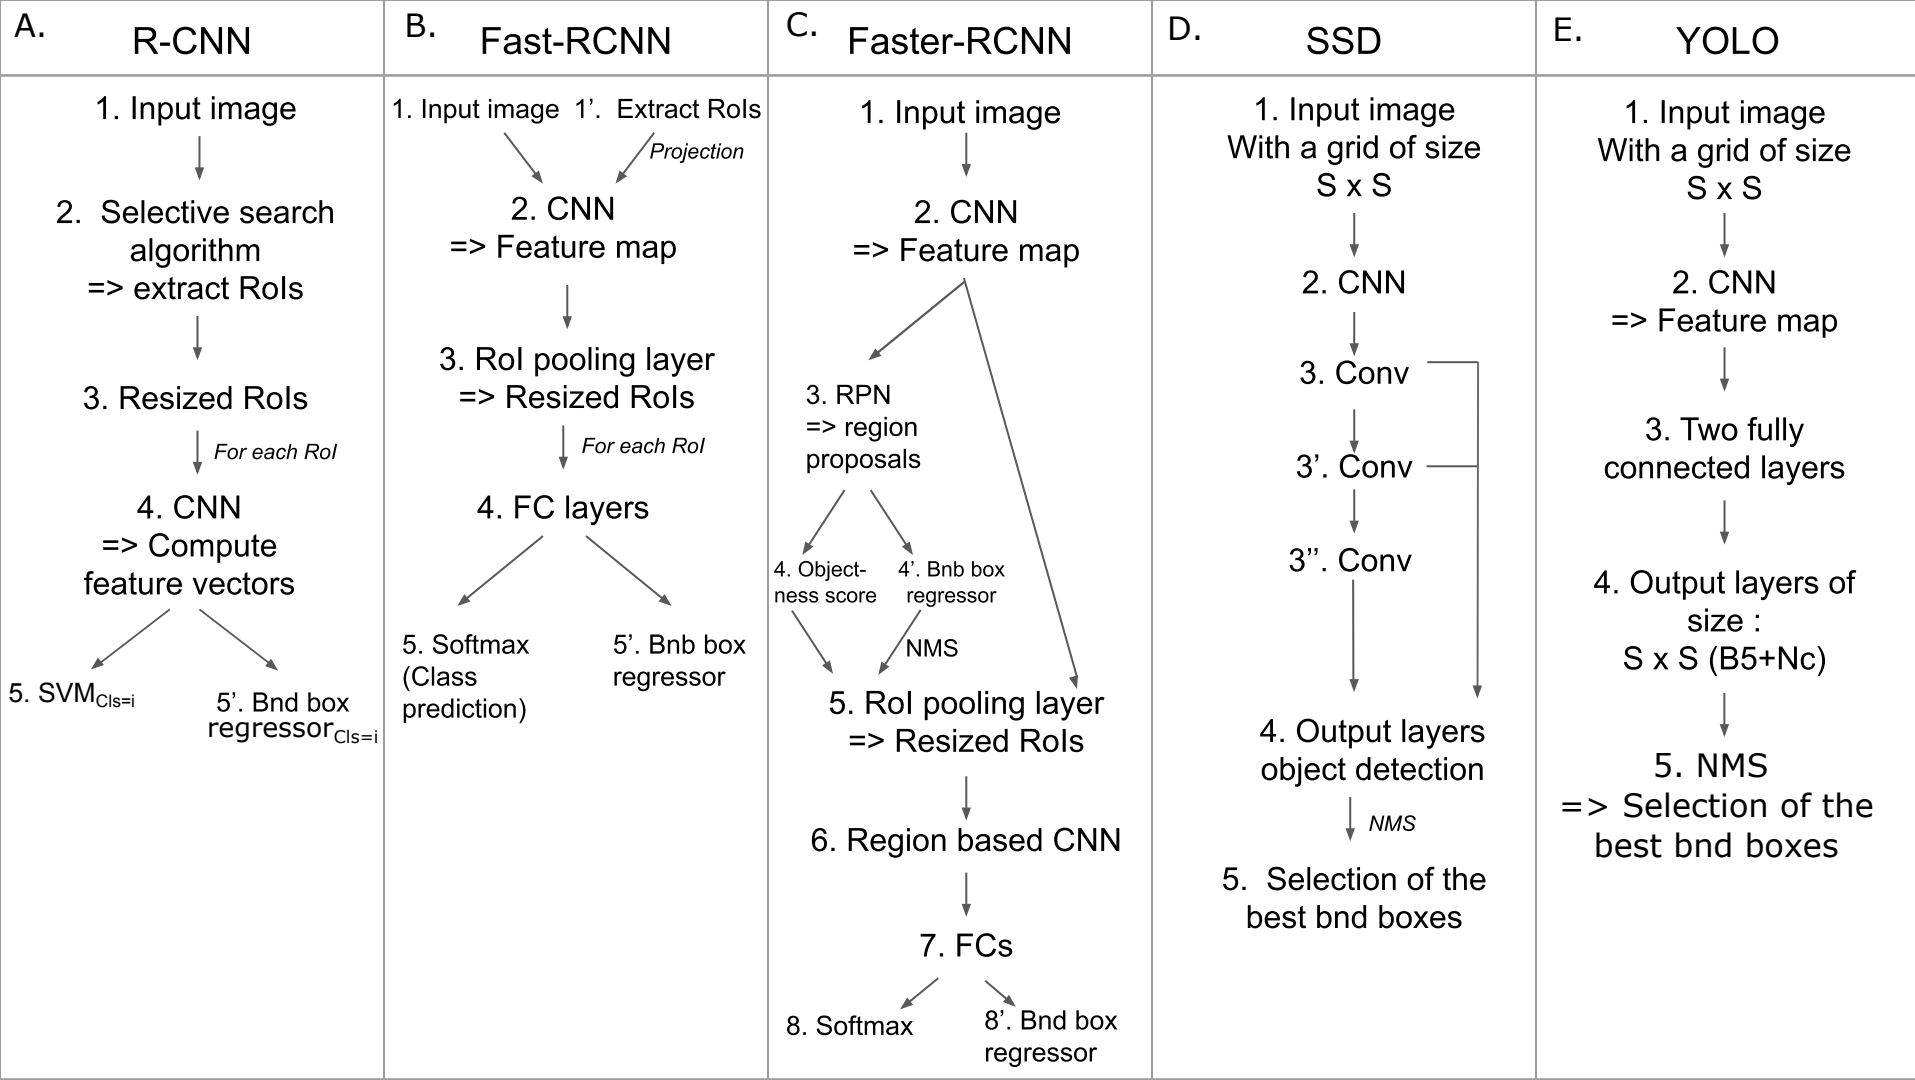 A.
R-CNN
1. Input image
2. Selective search
algorithm
=> extract RoIs
3. Resized RoIs
For each RoI
4. CNN
=> Compute
feature vectors
5. SVMCls=i
5’. Bnd box
regressorCls=i
B.
Fast-RCNN
1. Input image
1’. Extract RoIs
Projection
2. CNN
=> Feature map
3. RoI pooling layer
=> Resized RoIs
For each RoI
4. FC layers
5. Softmax
(Class
prediction)
5’. Bnb box
regressor
C.
Faster-RCNN
1. Input image
2. CNN
=> Feature map
3. RPN
=> region
proposals
4. Object-
ness score
4’. Bnb box
regressor
NMS
5. RoI pooling layer
=> Resized RoIs
6. Region based CNN
7. FCs
8. Softmax
8’. Bnd box
regressor
D.
SSD
1. Input image
With a grid of size
S x S
2. CNN
3. Conv
3’. Conv
3’’. Conv
4. Output layers
object detection
NMS
5. Selection of the
best bnd boxes
E.
YOLO
1. Input image
With a grid of size
S x S
2. CNN
=> Feature map
3. Two fully
connected layers
4. Output layers of
size :
S x S (B5+Nc)
5. NMS
=> Selection of the
best bnd boxes